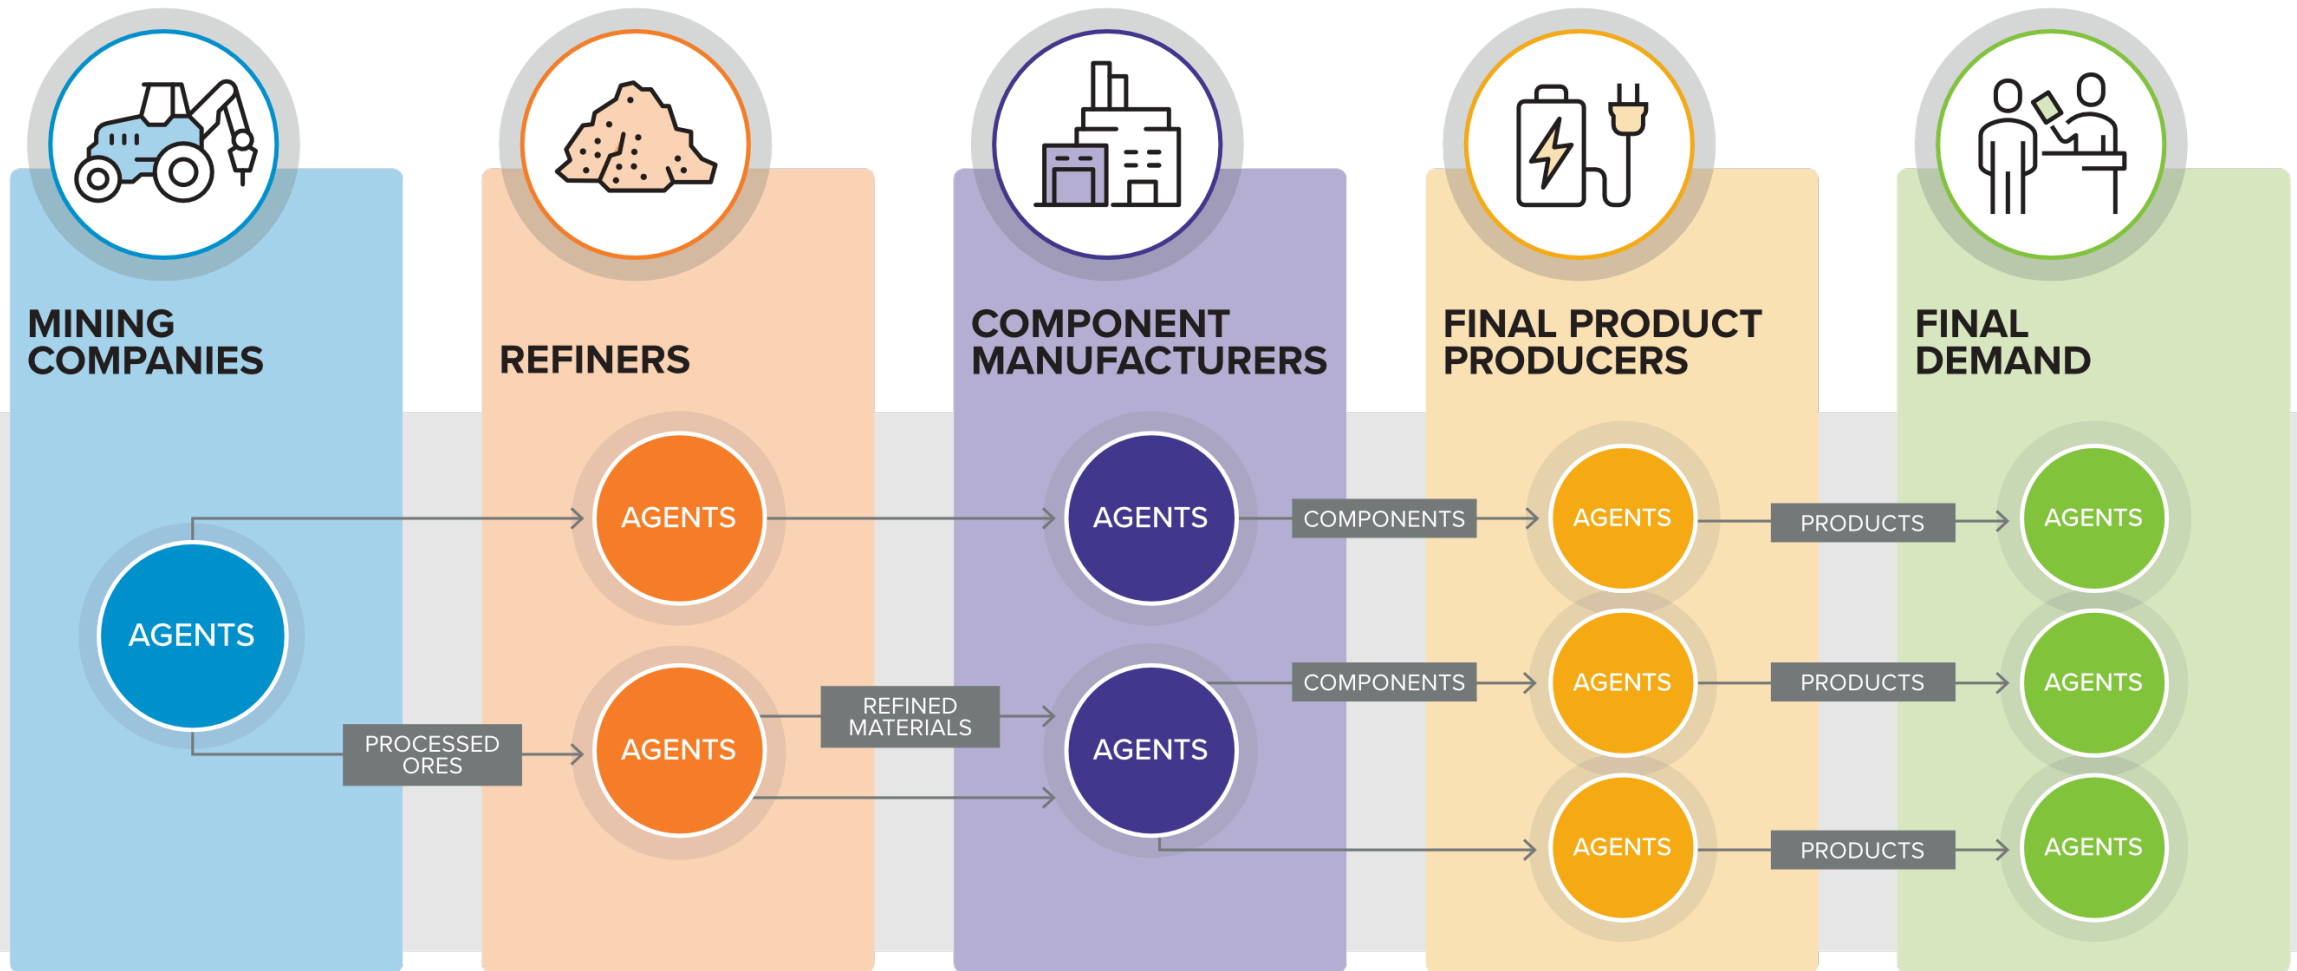 MINING
COMPANIES
REFINERS
COMPONENT
MANUFACTURERS
FINAL PRODUCT
PRODUCERS
FINAL
DEMAND
AGENTS
PROCESSED
ORES
AGENTS
AGENTS
REFINED
MATERIALS
AGENTS
AGENTS
COMPONENTS
COMPONENTS
AGENTS
AGENTS
AGENTS
PRODUCTS
PRODUCTS
PRODUCTS
AGENTS
AGENTS
AGENTS